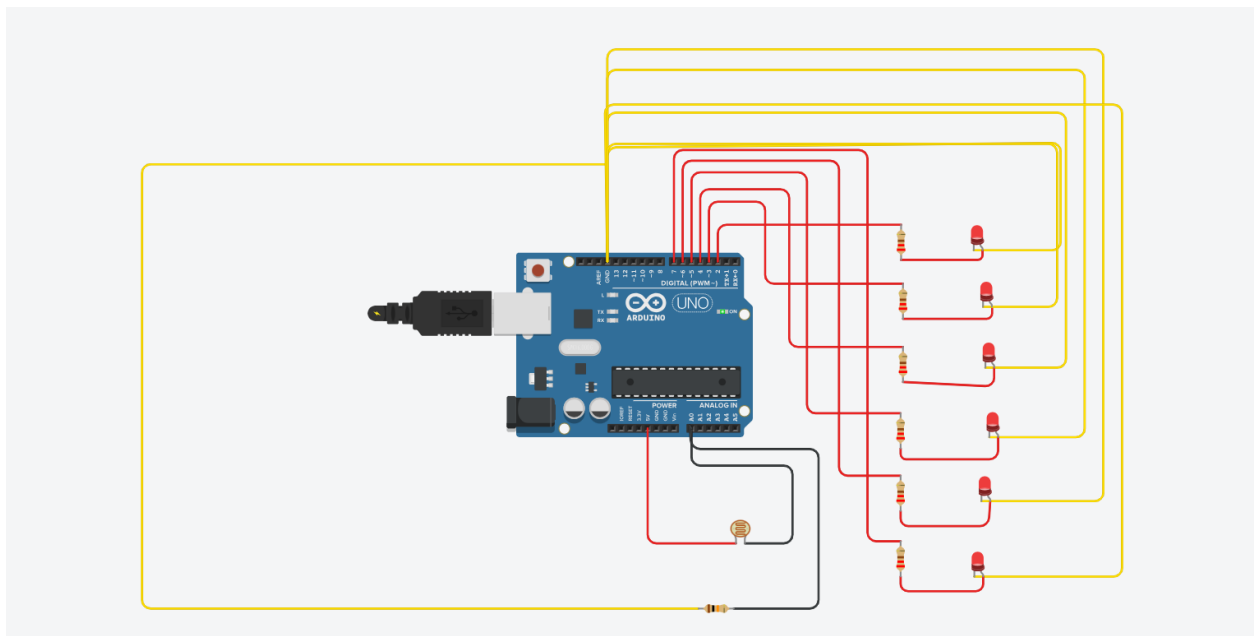 AREF
GND
13
12
~11
~10
~9
8
7
~6
~5
4
~3
2
TX→1
RX←0
DIGITAL (PWM~)
L
TX
RX
ARDUINO
UNO
ON
POWER
ANALOG IN
IOREF
RESET
3.3V
5V
GND
GND
Vin
A0
A1
A2
A3
A4
A5